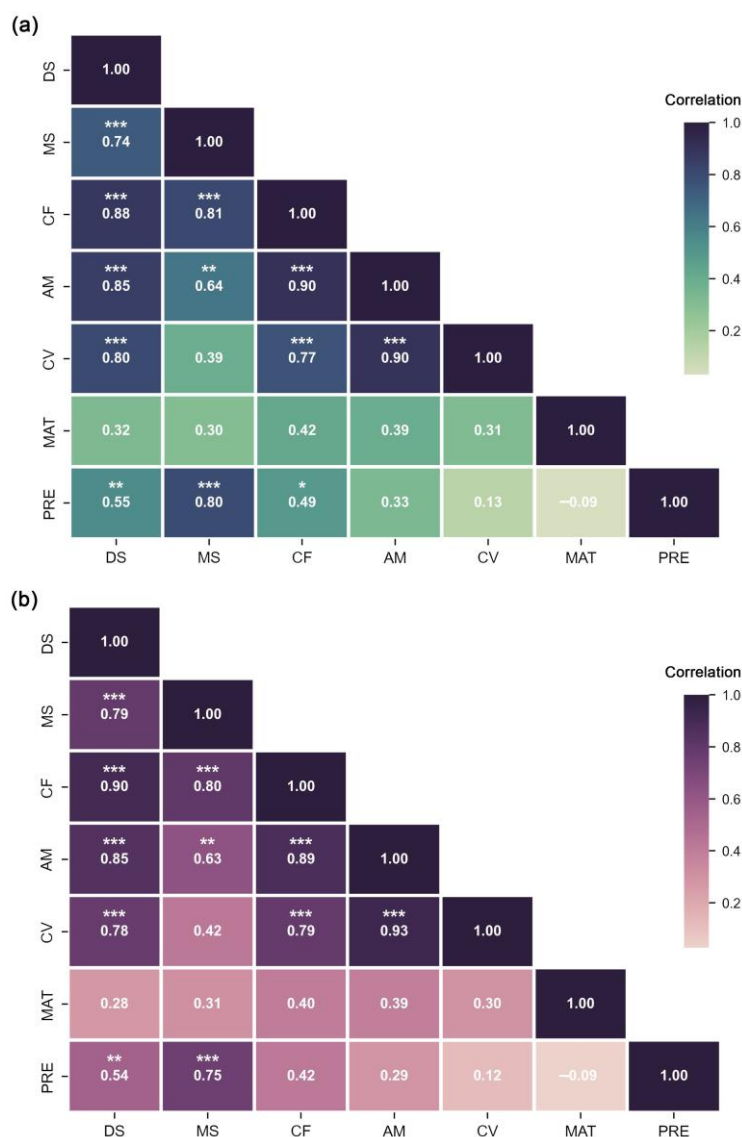 (a)
DS 1.00
Correlation
*** 1.0
MS 0.74 1.00
*** ***
CF 0.88 0.81 1.00 0.8
*** ** ***
AM 0.85 0.64 0.90 1.00 0.6
*** *** ***
CV 0.80 0.39 0.77 0.90 1.00 0.4
0.2
MAT 0.32 0.30 0.42 0.39 0.31 1.00
** *** *
PRE 0.55 0.80 0.49 0.33 0.13 −0.09 1.00
DS MS CF AM CV MAT PRE
(b)
DS 1.00
Correlation
*** 1.0
MS 0.79 1.00
*** ***
CF 0.90 0.80 1.00 0.8
*** ** ***
AM 0.85 0.63 0.89 1.00 0.6
*** *** ***
CV 0.78 0.42 0.79 0.93 1.00 0.4
0.2
MAT 0.28 0.31 0.40 0.39 0.30 1.00
** ***
PRE 0.54 0.75 0.42 0.29 0.12 −0.09 1.00
DS MS CF AM CV MAT PRE